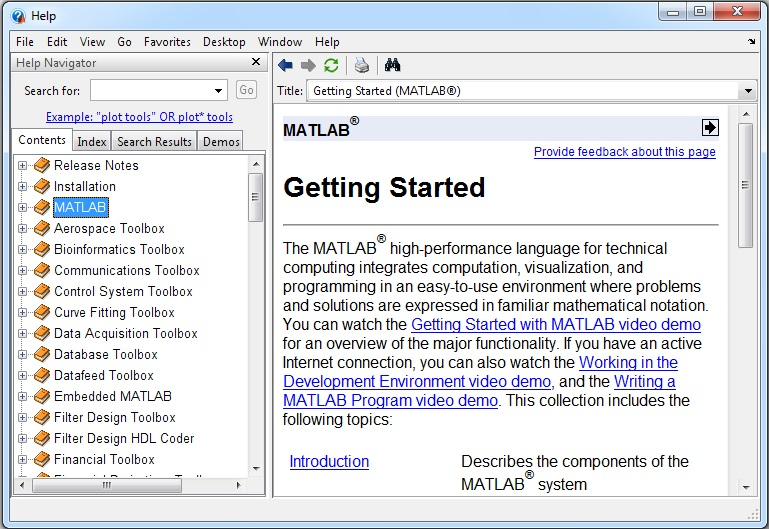 Help
File Edit View Go Favorites Desktop Window Help
Help Navigator
Search for: Go
Example: "plot tools" OR plot* tools
Contents Index Search Results Demos
Release Notes
Installation
MATLAB
Aerospace Toolbox
Bioinformatics Toolbox
Communications Toolbox
Control System Toolbox
Curve Fitting Toolbox
Data Acquisition Toolbox
Database Toolbox
Datafeed Toolbox
Embedded MATLAB
Filter Design Toolbox
Filter Design HDL Coder
Financial Toolbox
Title: Getting Started (MATLAB®)
MATLAB®
Provide feedback about this page
Getting Started
The MATLAB® high-performance language for technical
computing integrates computation, visualization, and
programming in an easy-to-use environment where problems
and solutions are expressed in familiar mathematical notation.
You can watch the Getting Started with MATLAB video demo
for an overview of the major functionality. If you have an active
Internet connection, you can also watch the Working in the
Development Environment video demo, and the Writing a
MATLAB Program video demo. This collection includes the
following topics:
Introduction Describes the components of the
MATLAB® system